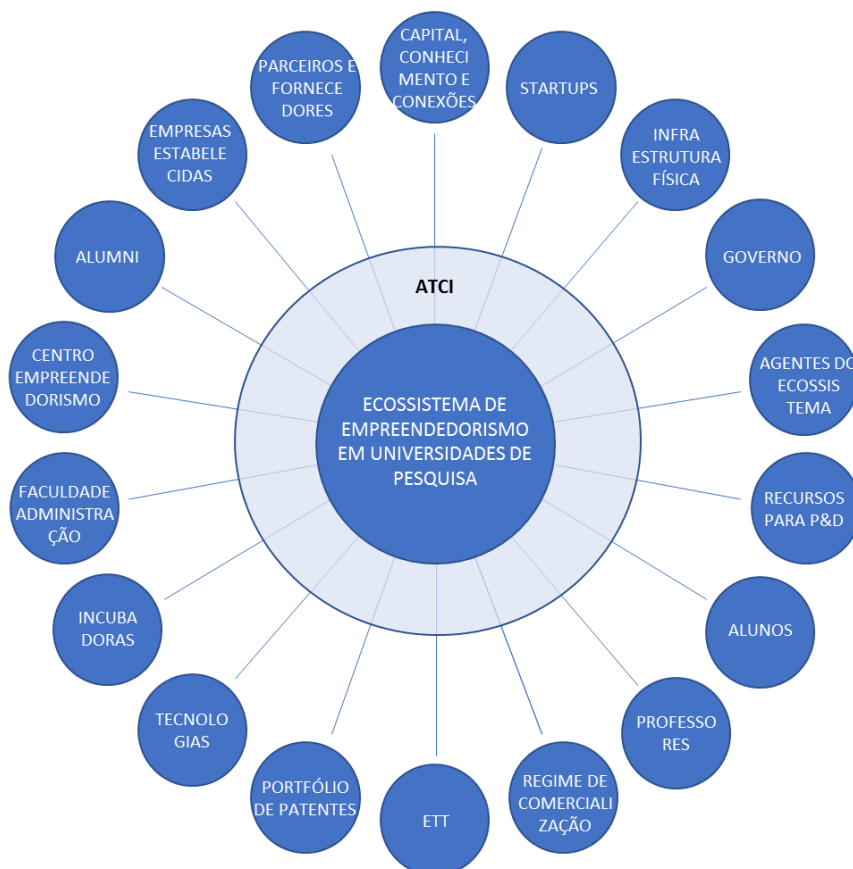 CAPITAL,
CONHECI
MENTO E
CONEXÕES
STARTUPS
INFRA
ESTRUTURA
FÍSICA
GOVERNO
AGENTES DO
ECOSSIS
TEMA
RECURSOS
PARA P&D
ALUNOS
PROFESSO
RES
REGIME DE
COMERCIALI
ZAÇÃO
ETT
PORTFÓLIO
DE PATENTES
TECNOLO
GIAS
INCUBA
DORAS
FACULDADE
ADMINISTRA
ÇÃO
CENTRO
EMPREENDE
DORISMO
ALUMNI
EMPRESAS
ESTABELE
CIDAS
PARCEIROS E
FORNECE
DORES
ATCI
ECOSSISTEMA DE
EMPREENDEDORISMO
EM UNIVERSIDADES DE
PESQUISA